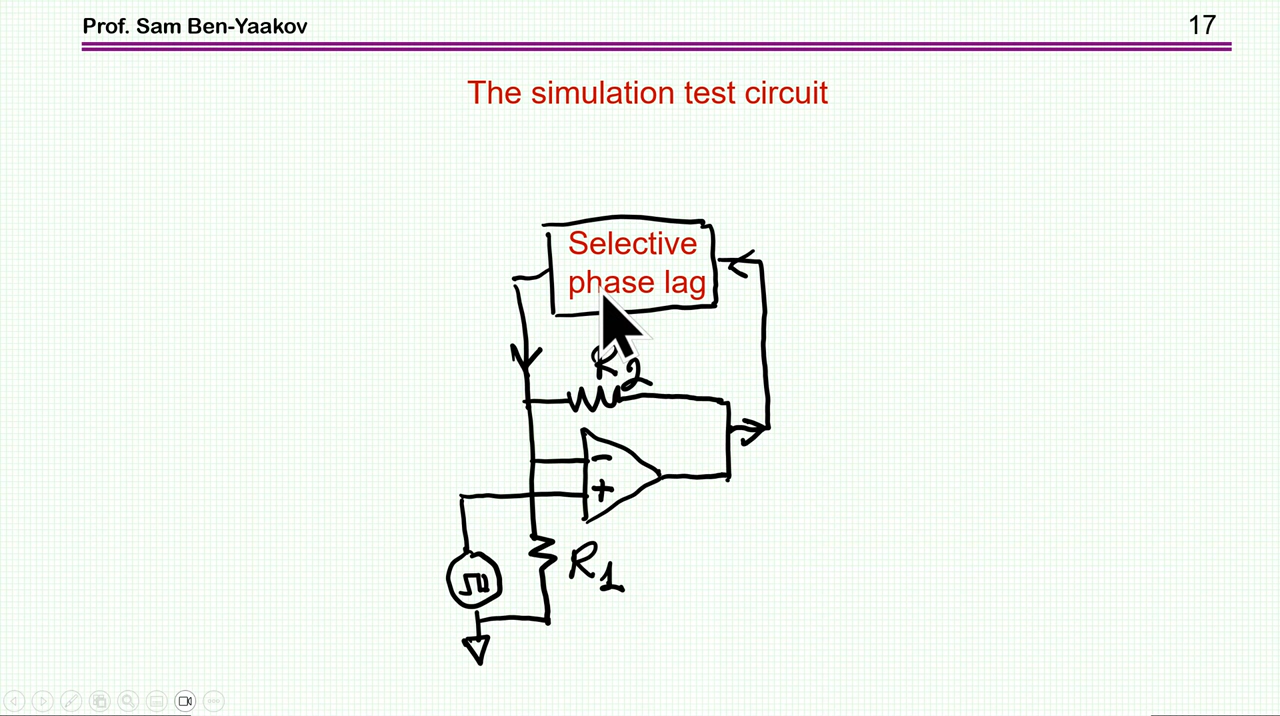 Prof. Sam Ben-Yaakov
17
The simulation test circuit
Selective
phase lag
R2
-
+
R1